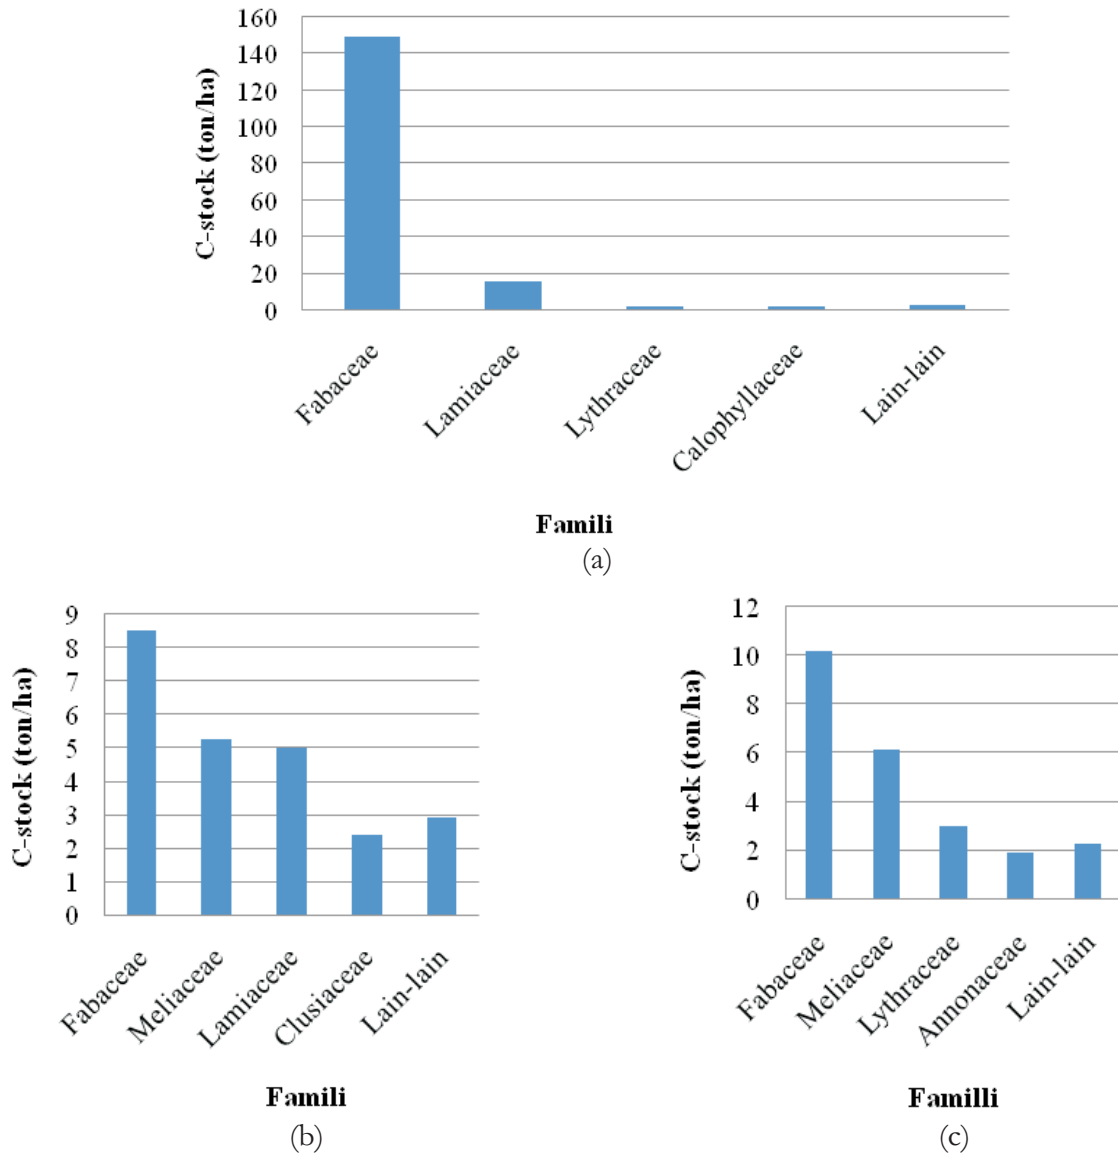 160
140
120
100
80
60
40
20
0
C-stock (ton/ha)
Fabaceae
Lamiaceae
Lythraceae
Calophyllaceae
Lain-lain
Famili
(a)
9
8
7
6
5
4
3
2
1
0
C-stock (ton/ha)
Fabaceae
Meliaceae
Lamiaceae
Clusiaceae
Lain-lain
Famili
(b)
12
10
8
6
4
2
0
C-stock (ton/ha)
Fabaceae
Meliaceae
Lythraceae
Annonaceae
Lain-lain
Familli
(c)